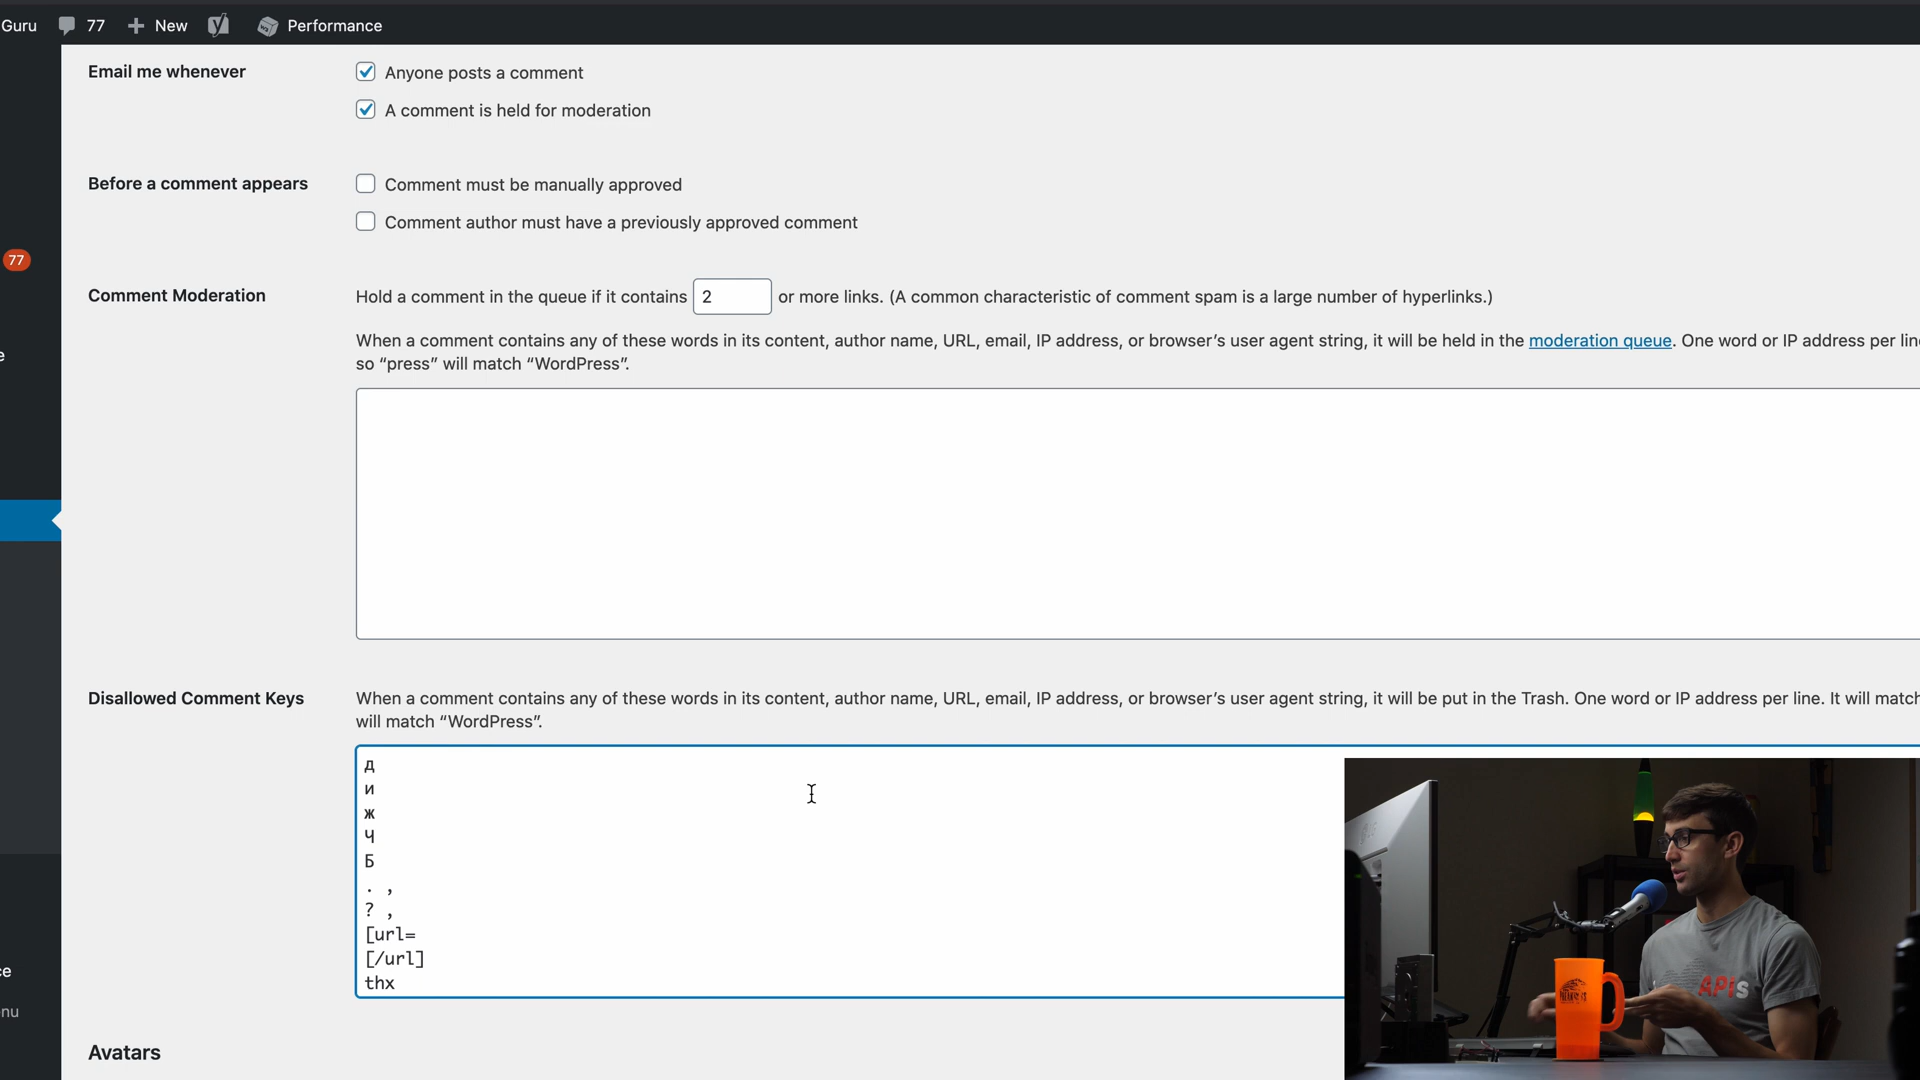 Guru 77 New Performance
Email me whenever
Anyone posts a comment
A comment is held for moderation
Before a comment appears
Comment must be manually approved
Comment author must have a previously approved comment
77
Comment Moderation
Hold a comment in the queue if it contains 2 or more links. (A common characteristic of comment spam is a large number of hyperlinks.)
When a comment contains any of these words in its content, author name, URL, email, IP address, or browser’s user agent string, it will be held in the moderation queue. One word or IP address per
so “press” will match “WordPress”.
Disallowed Comment Keys
When a comment contains any of these words in its content, author name, URL, email, IP address, or browser’s user agent string, it will be put in the Trash. One word or IP address per line. It will match
will match “WordPress”.
д
и
ж
Ч
Б
. ,
? ,
[url=
[/url]
thx
APIs
Avatars